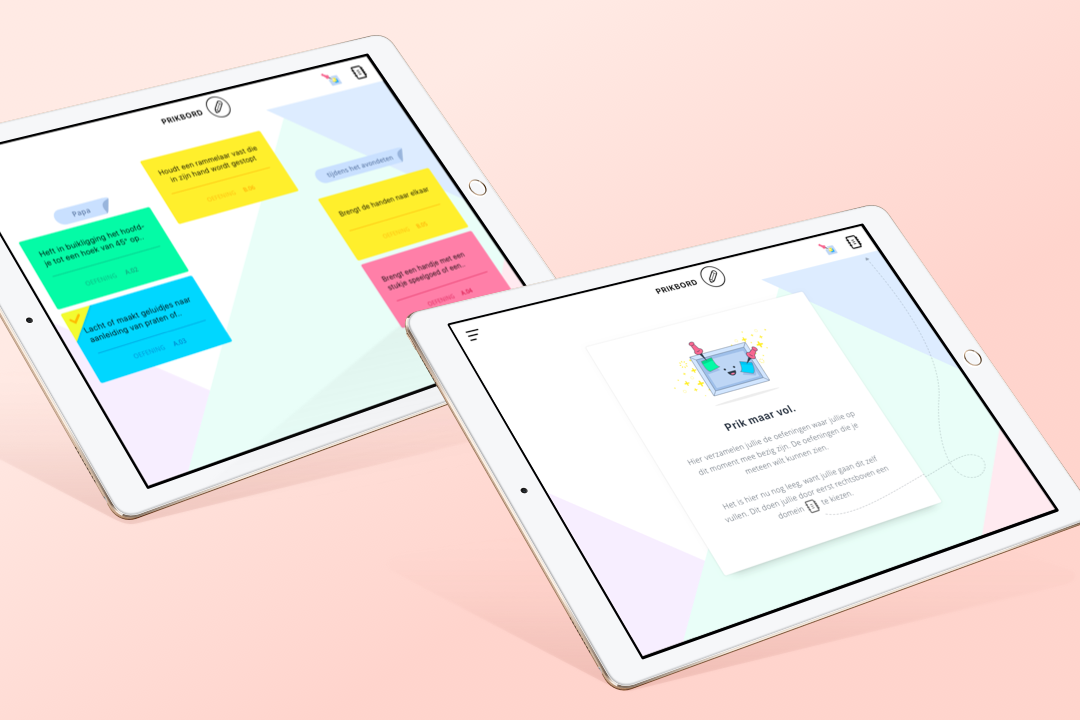 PRIKBORD
Papa
Heft in buikligging het hoofd-
je tot een hoek van 45° op..
OEFENING A.02
Lacht of maakt geluidjes naar
aanleiding van praten of..
OEFENING A.03
Houdt een rammelaar vast die
in zijn hand wordt gestopt
OEFENING
tijdens het avondeten
Brengt de handen naar elkaar
OEFENING
Brengt een handje met een
stukje speelgoed of een..
OEFENING A.04
PRIKBORD
Prik maar vol.
Hier verzamelen jullie de oefeningen waar jullie op
dit moment mee bezig zijn. De oefeningen die je
meteen wilt kunnen zien.
Het is hier nu nog leeg, want jullie gaan dit zelf
vullen. Dit doen jullie door eerst rechtsboven een
domein te kiezen.